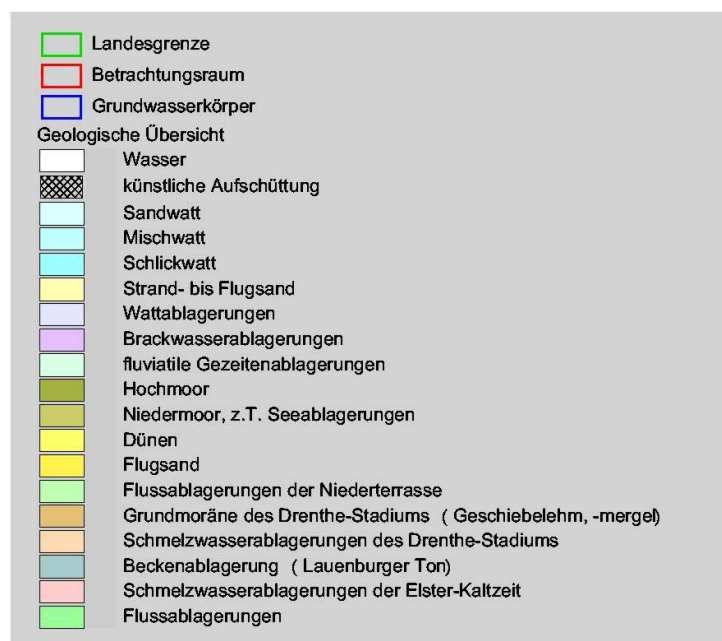 Landesgrenze
Betrachtungsraum
Grundwasserkörper
Geologische Übersicht
Wasser
künstliche Aufschüttung
Sandwatt
Mischwatt
Schlickwatt
Strand- bis Flugsand
Wattablagerungen
Brackwasserablagerungen
fluviatile Gezeitenablagerungen
Hochmoor
Niedermoor, z.T. Seeablagerungen
Dünen
Flugsand
Flussablagerungen der Niederterrasse
Grundmoräne des Drenthe-Stadiums ( Geschiebelehm, -mergel)
Schmelzwasserablagerungen des Drenthe-Stadiums
Beckenablagerung ( Lauenburger Ton)
Schmelzwasserablagerungen der Elster-Kaltzeit
Flussablagerungen